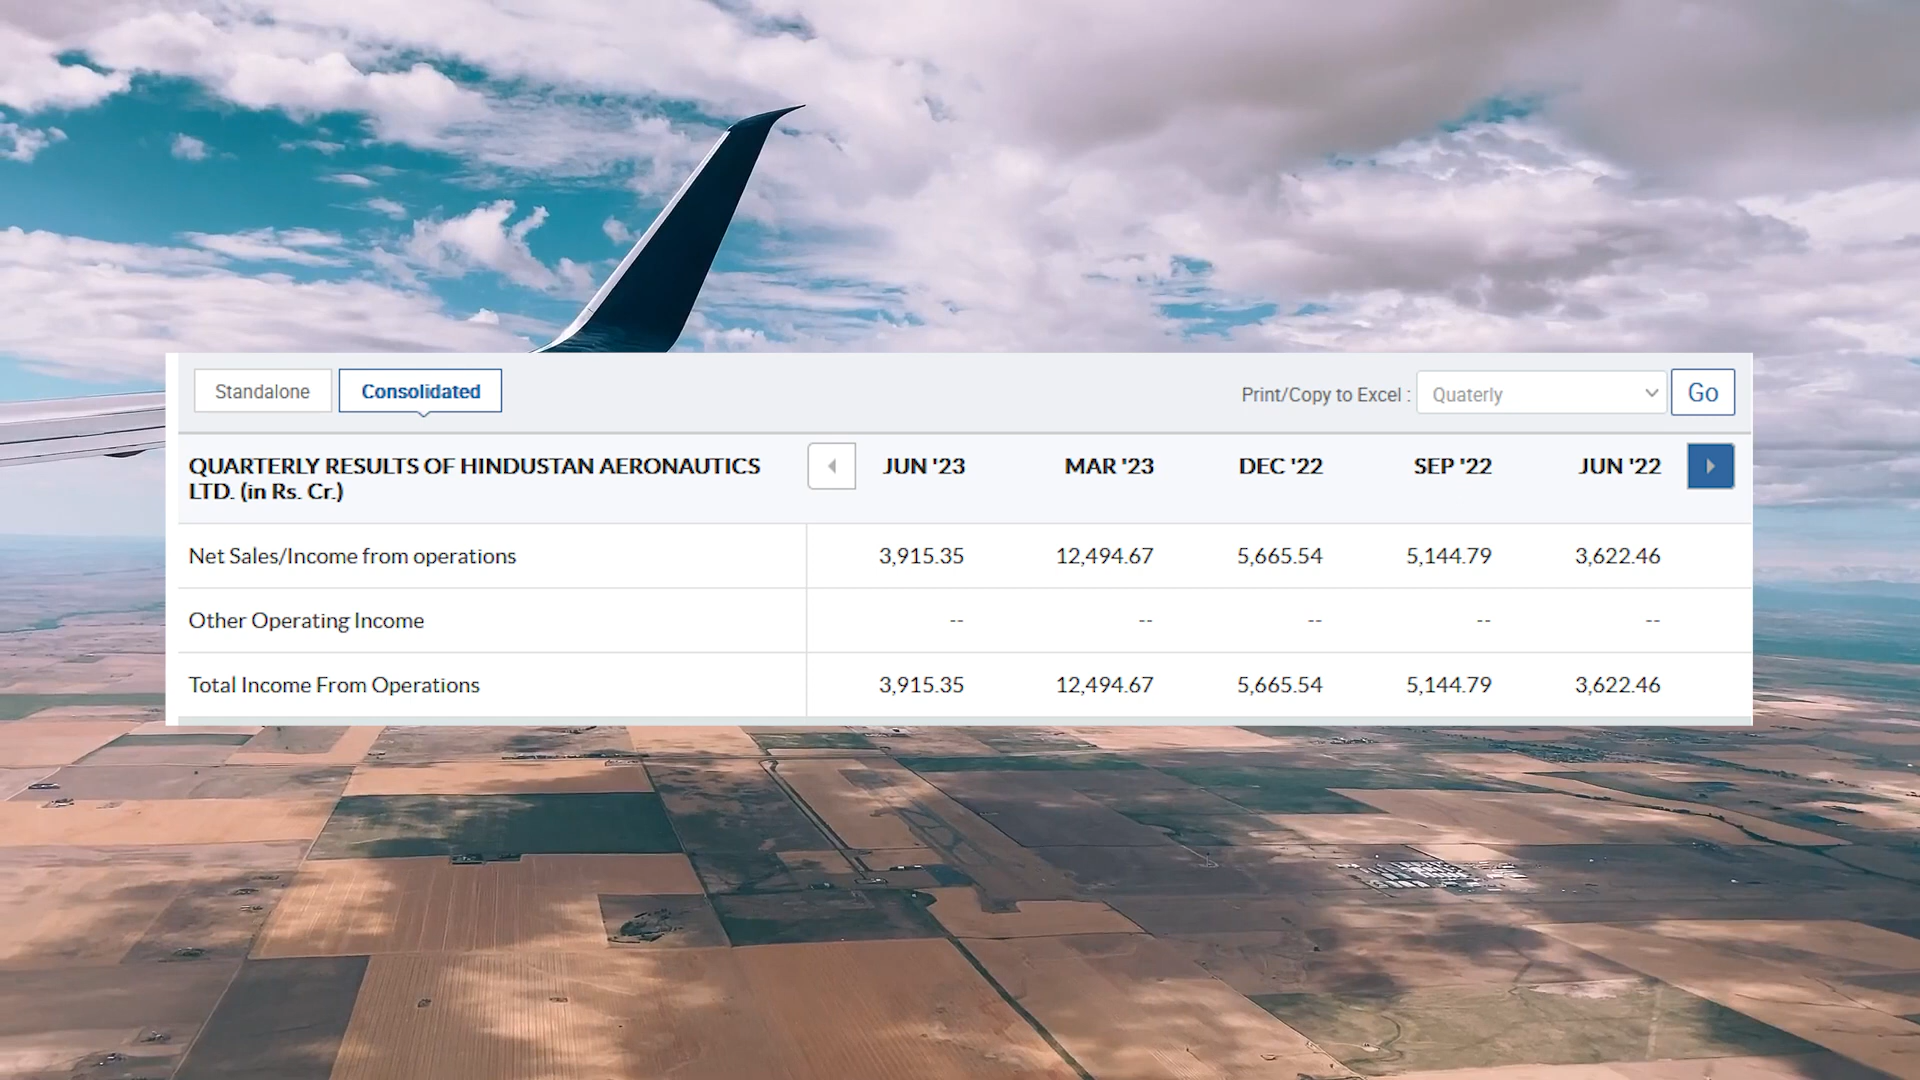 Standalone Consolidated Print/Copy to Excel : Quaterly Go
QUARTERLY RESULTS OF HINDUSTAN AERONAUTICS JUN '23 MAR '23 DEC '22 SEP '22 JUN '22
LTD. (in Rs. Cr.)
Net Sales/Income from operations 3,915.35 12,494.67 5,665.54 5,144.79 3,622.46
Other Operating Income -- -- -- -- --
Total Income From Operations 3,915.35 12,494.67 5,665.54 5,144.79 3,622.46